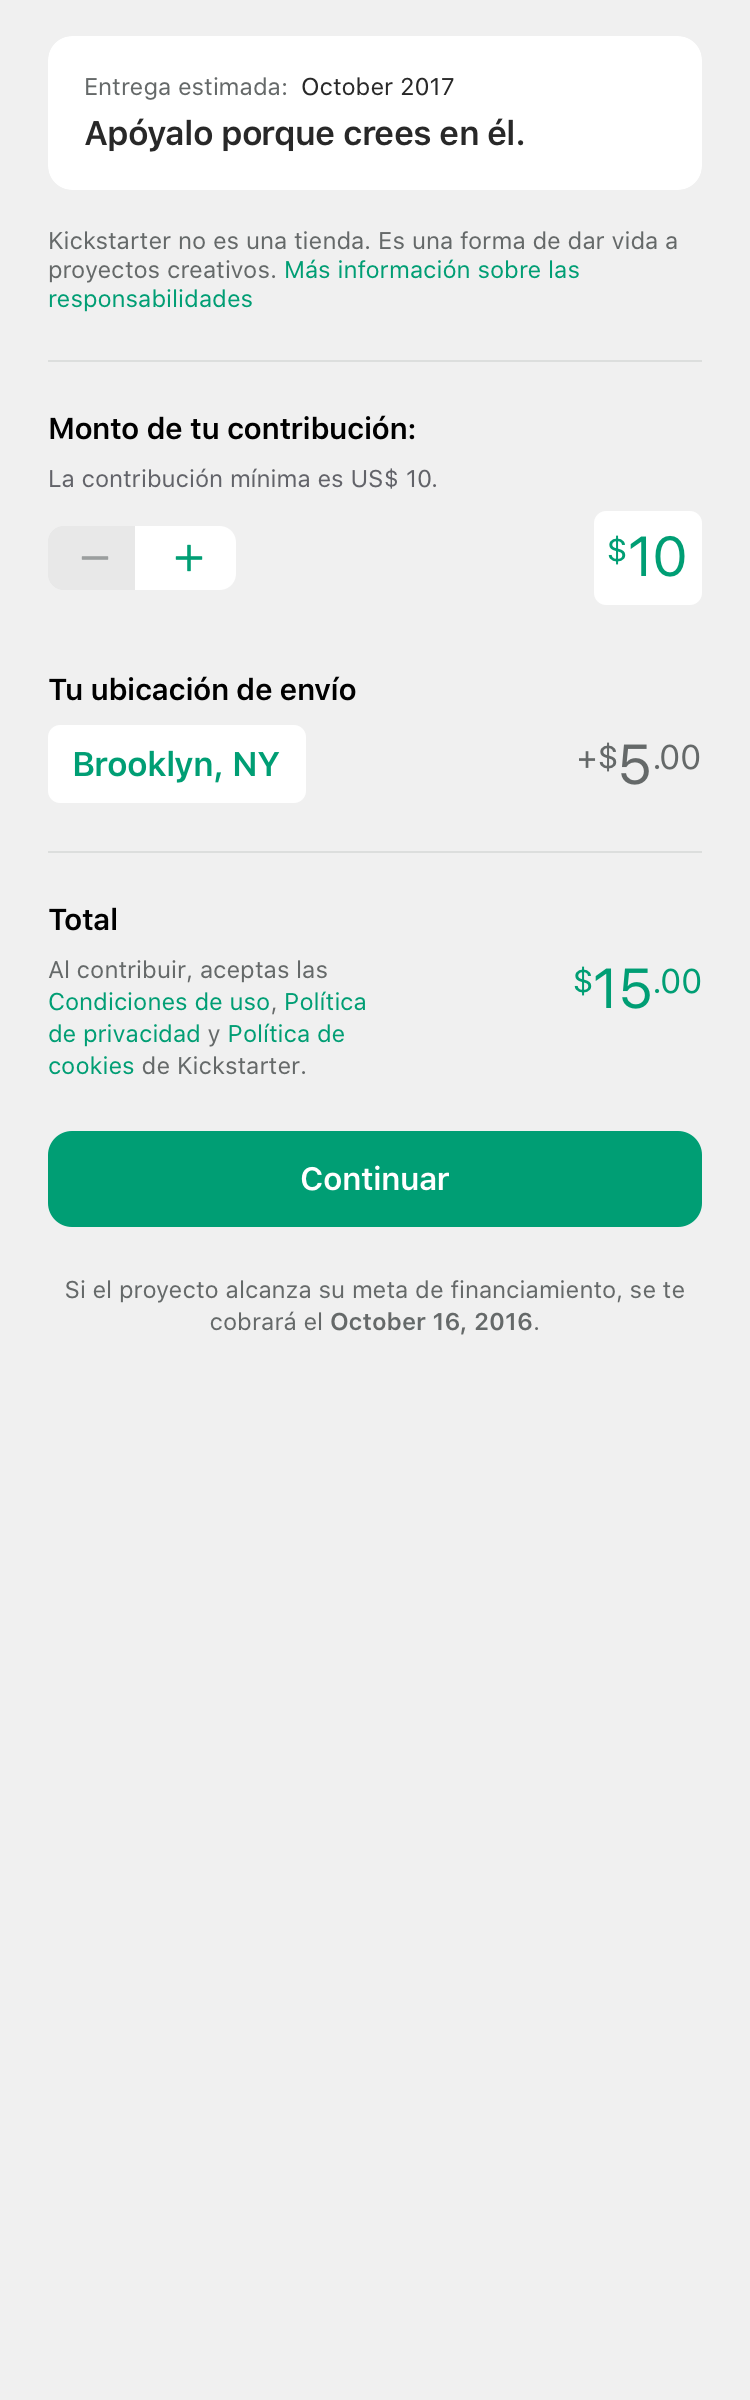 Entrega estimada: October 2017
Apóyalo porque crees en él.
Kickstarter no es una tienda. Es una forma de dar vida a
proyectos creativos. Más información sobre las
responsabilidades
Monto de tu contribución:
La contribución mínima es US$ 10.
− +
$10
Tu ubicación de envío
Brooklyn, NY
+$5.00
Total
Al contribuir, aceptas las
Condiciones de uso, Política
de privacidad y Política de
cookies de Kickstarter.
$15.00
Continuar
Si el proyecto alcanza su meta de financiamiento, se te
cobrará el October 16, 2016.